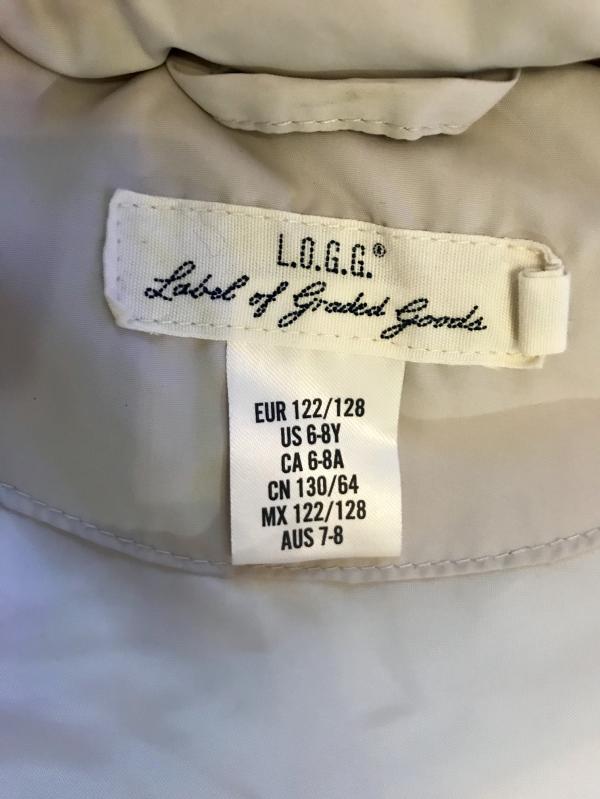 L.O.G.G.®
Label of Graded Goods
EUR 122/128
US 6-8Y
CA 6-8A
CN 130/64
MX 122/128
AUS 7-8